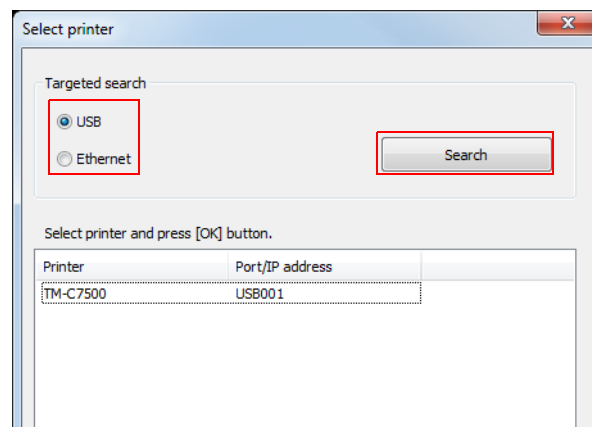 Select printer
Targeted search
USB
Ethernet
Search
Select printer and press [OK] button.
Printer Port/IP address
TM-C7500 USB001